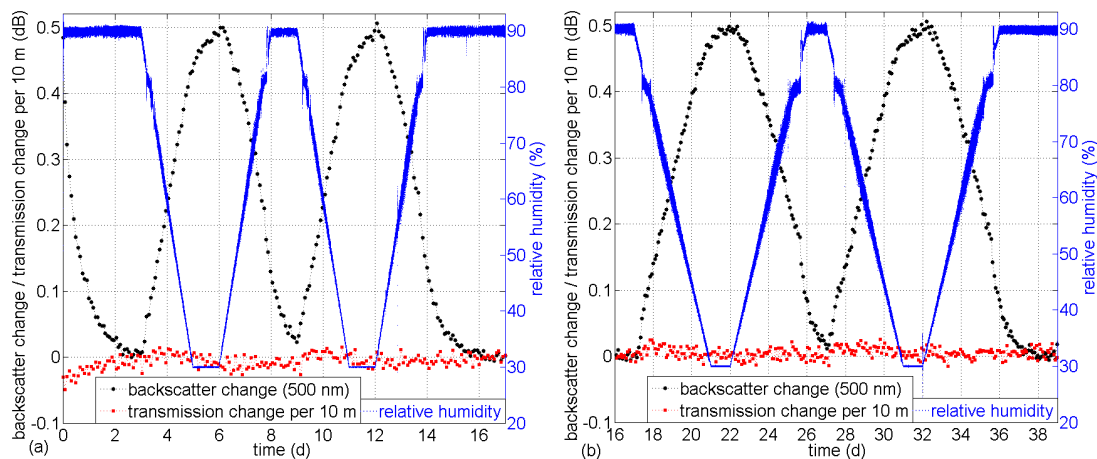 backscatter change / transmission change per 10 m (dB)
0.5
0.4
0.3
0.2
0.1
0
-0.1
90
80
70
60
50
40
30
20
relative humidity (%)
backscatter change (500 nm)
transmission change per 10 m
relative humidity
0 2 4 6 8 10 12 14 16
time (d)
(a)
backscatter change / transmission change per 10 m (dB)
0.5
0.4
0.3
0.2
0.1
0
-0.1
90
80
70
60
50
40
30
20
relative humidity (%)
backscatter change (500 nm)
transmission change per 10 m
relative humidity
16 18 20 22 24 26 28 30 32 34 36 38
time (d)
(b)